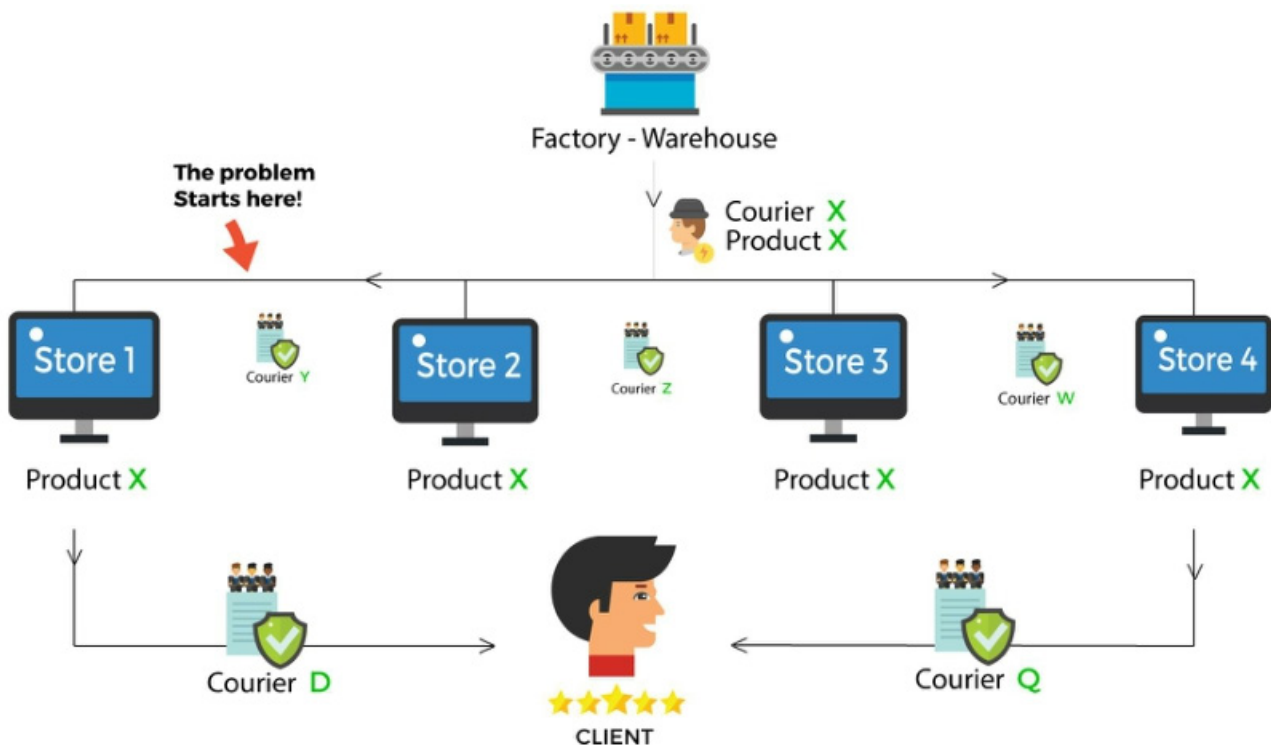 Factory - Warehouse
The problem
Starts here!
Courier X
Product X
Store 1
Store 2
Store 3
Store 4
Courier Y
Courier Z
Courier W
Product X
Product X
Product X
Product X
Courier D
Courier Q
CLIENT